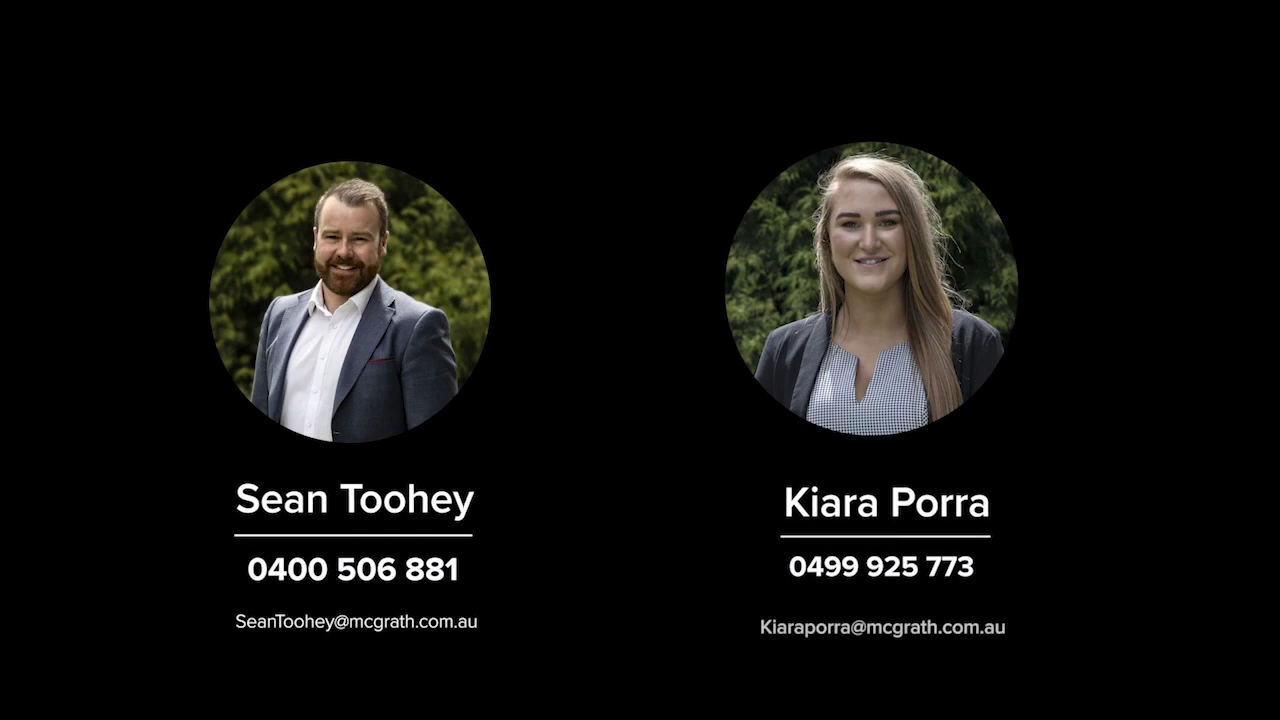 Sean Toohey
0400 506 881
SeanToohey@mcgrath.com.au
Kiara Porra
0499 925 773
Kiaraporra@mcgrath.com.au